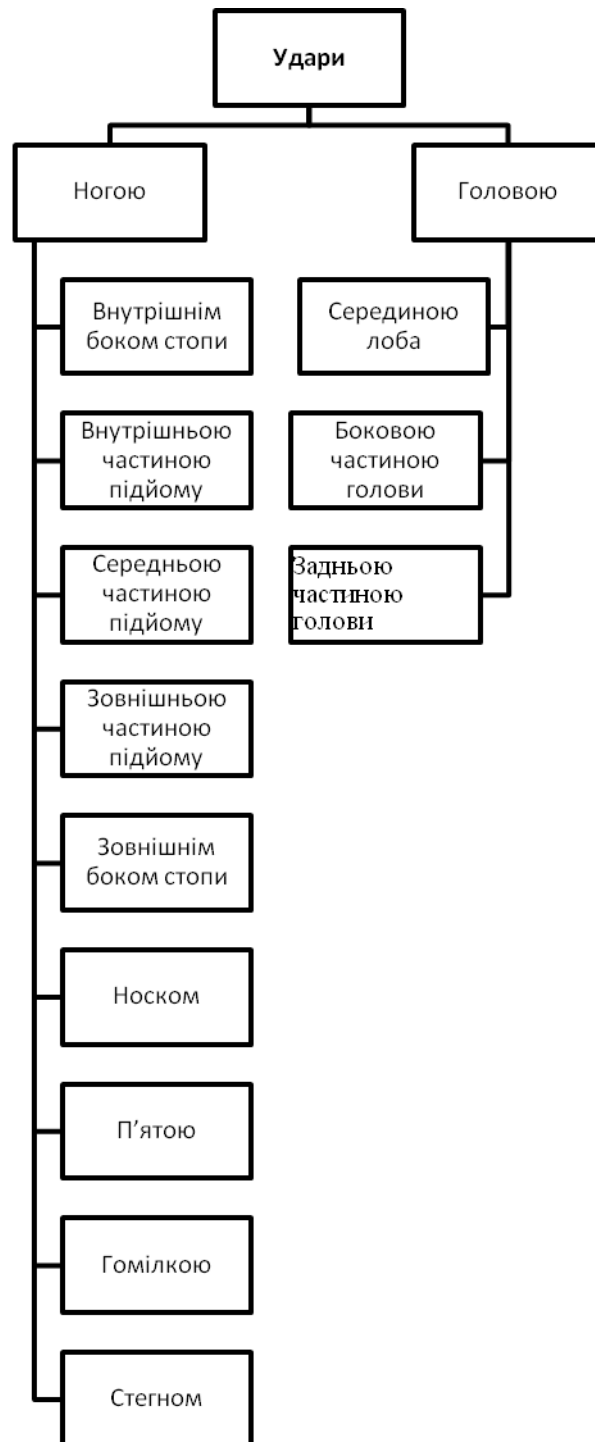 Удари
Ногою
Головою
Внутрішнім
боком стопи
Внутрішньою
частиною
підйому
Середньою
частиною
підйому
Зовнішньою
частиною
підйому
Зовнішнім
боком стопи
Носком
П’ятою
Гомілкою
Стегном
Серединою
лоба
Боковою
частиною
голови
Задньою
частиною
голови